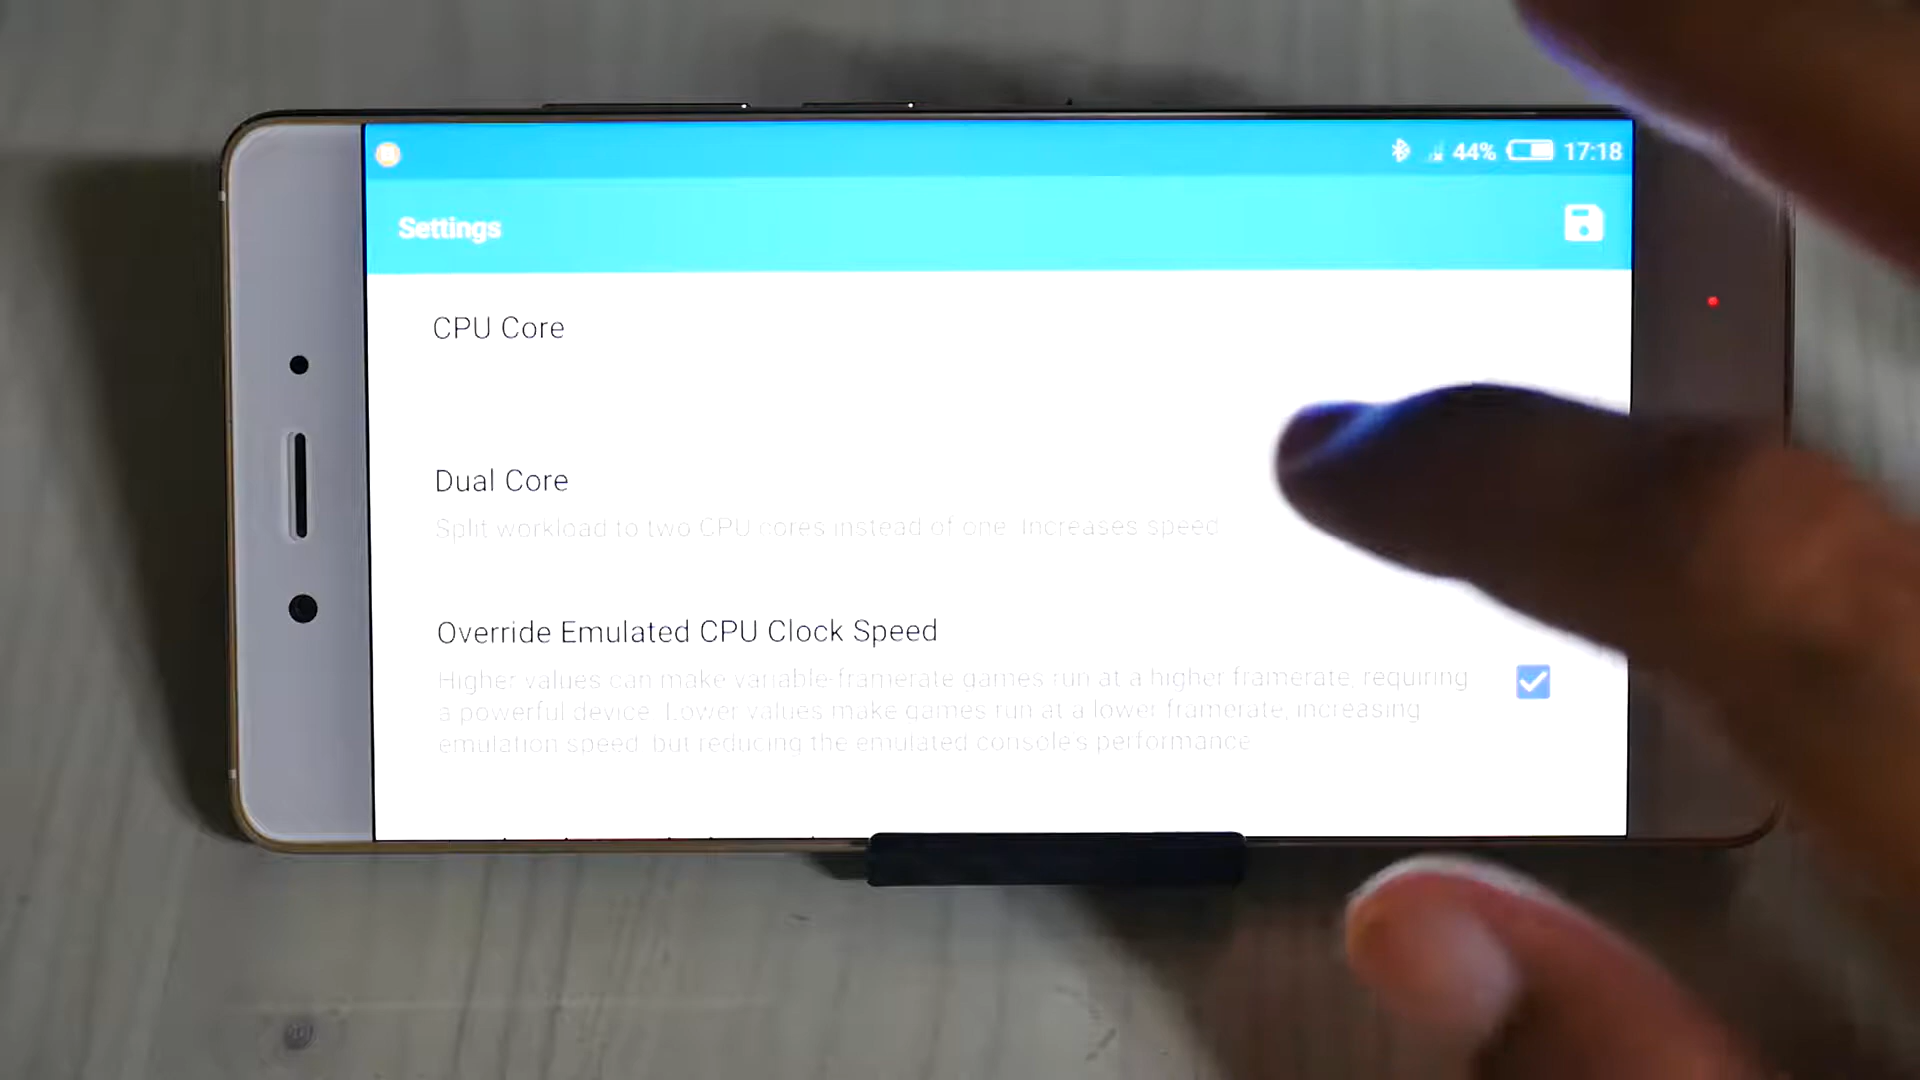 44% 17:18
Settings
CPU Core
Dual Core
Split workload to two CPU cores instead of one. Increases speed
Override Emulated CPU Clock Speed
Higher values can make variable-framerate games run at a higher framerate, requiring
a powerful device. Lower values make games run at a lower framerate, increasing
emulation speed, but reducing the emulated console's performance